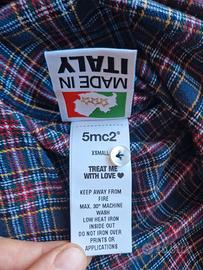 MADE IN
ITALY
5mc2®
XSMALL
TREAT ME
WITH LOVE ♥
KEEP AWAY FROM
FIRE
MAX. 30° MACHINE
WASH
LOW HEAT IRON
INSIDE OUT
DO NOT IRON OVER
PRINTS OR
APPLICATIONS